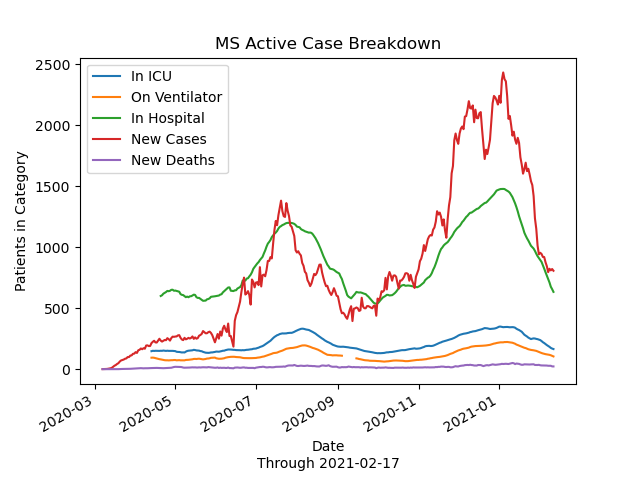 MS Active Case Breakdown
In ICU
On Ventilator
In Hospital
New Cases
New Deaths
Patients in Category
2500
2000
1500
1000
500
0
2020-03
2020-05
2020-07
2020-09
2020-11
2021-01
Date
Through 2021-02-17